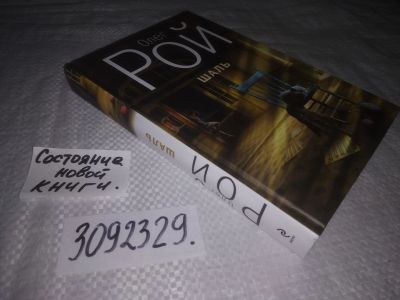 Олег
РОЙ
ШАЛЬ
ШАЛЬ
РОЙ
Состояние
новой
книги.
3092329.